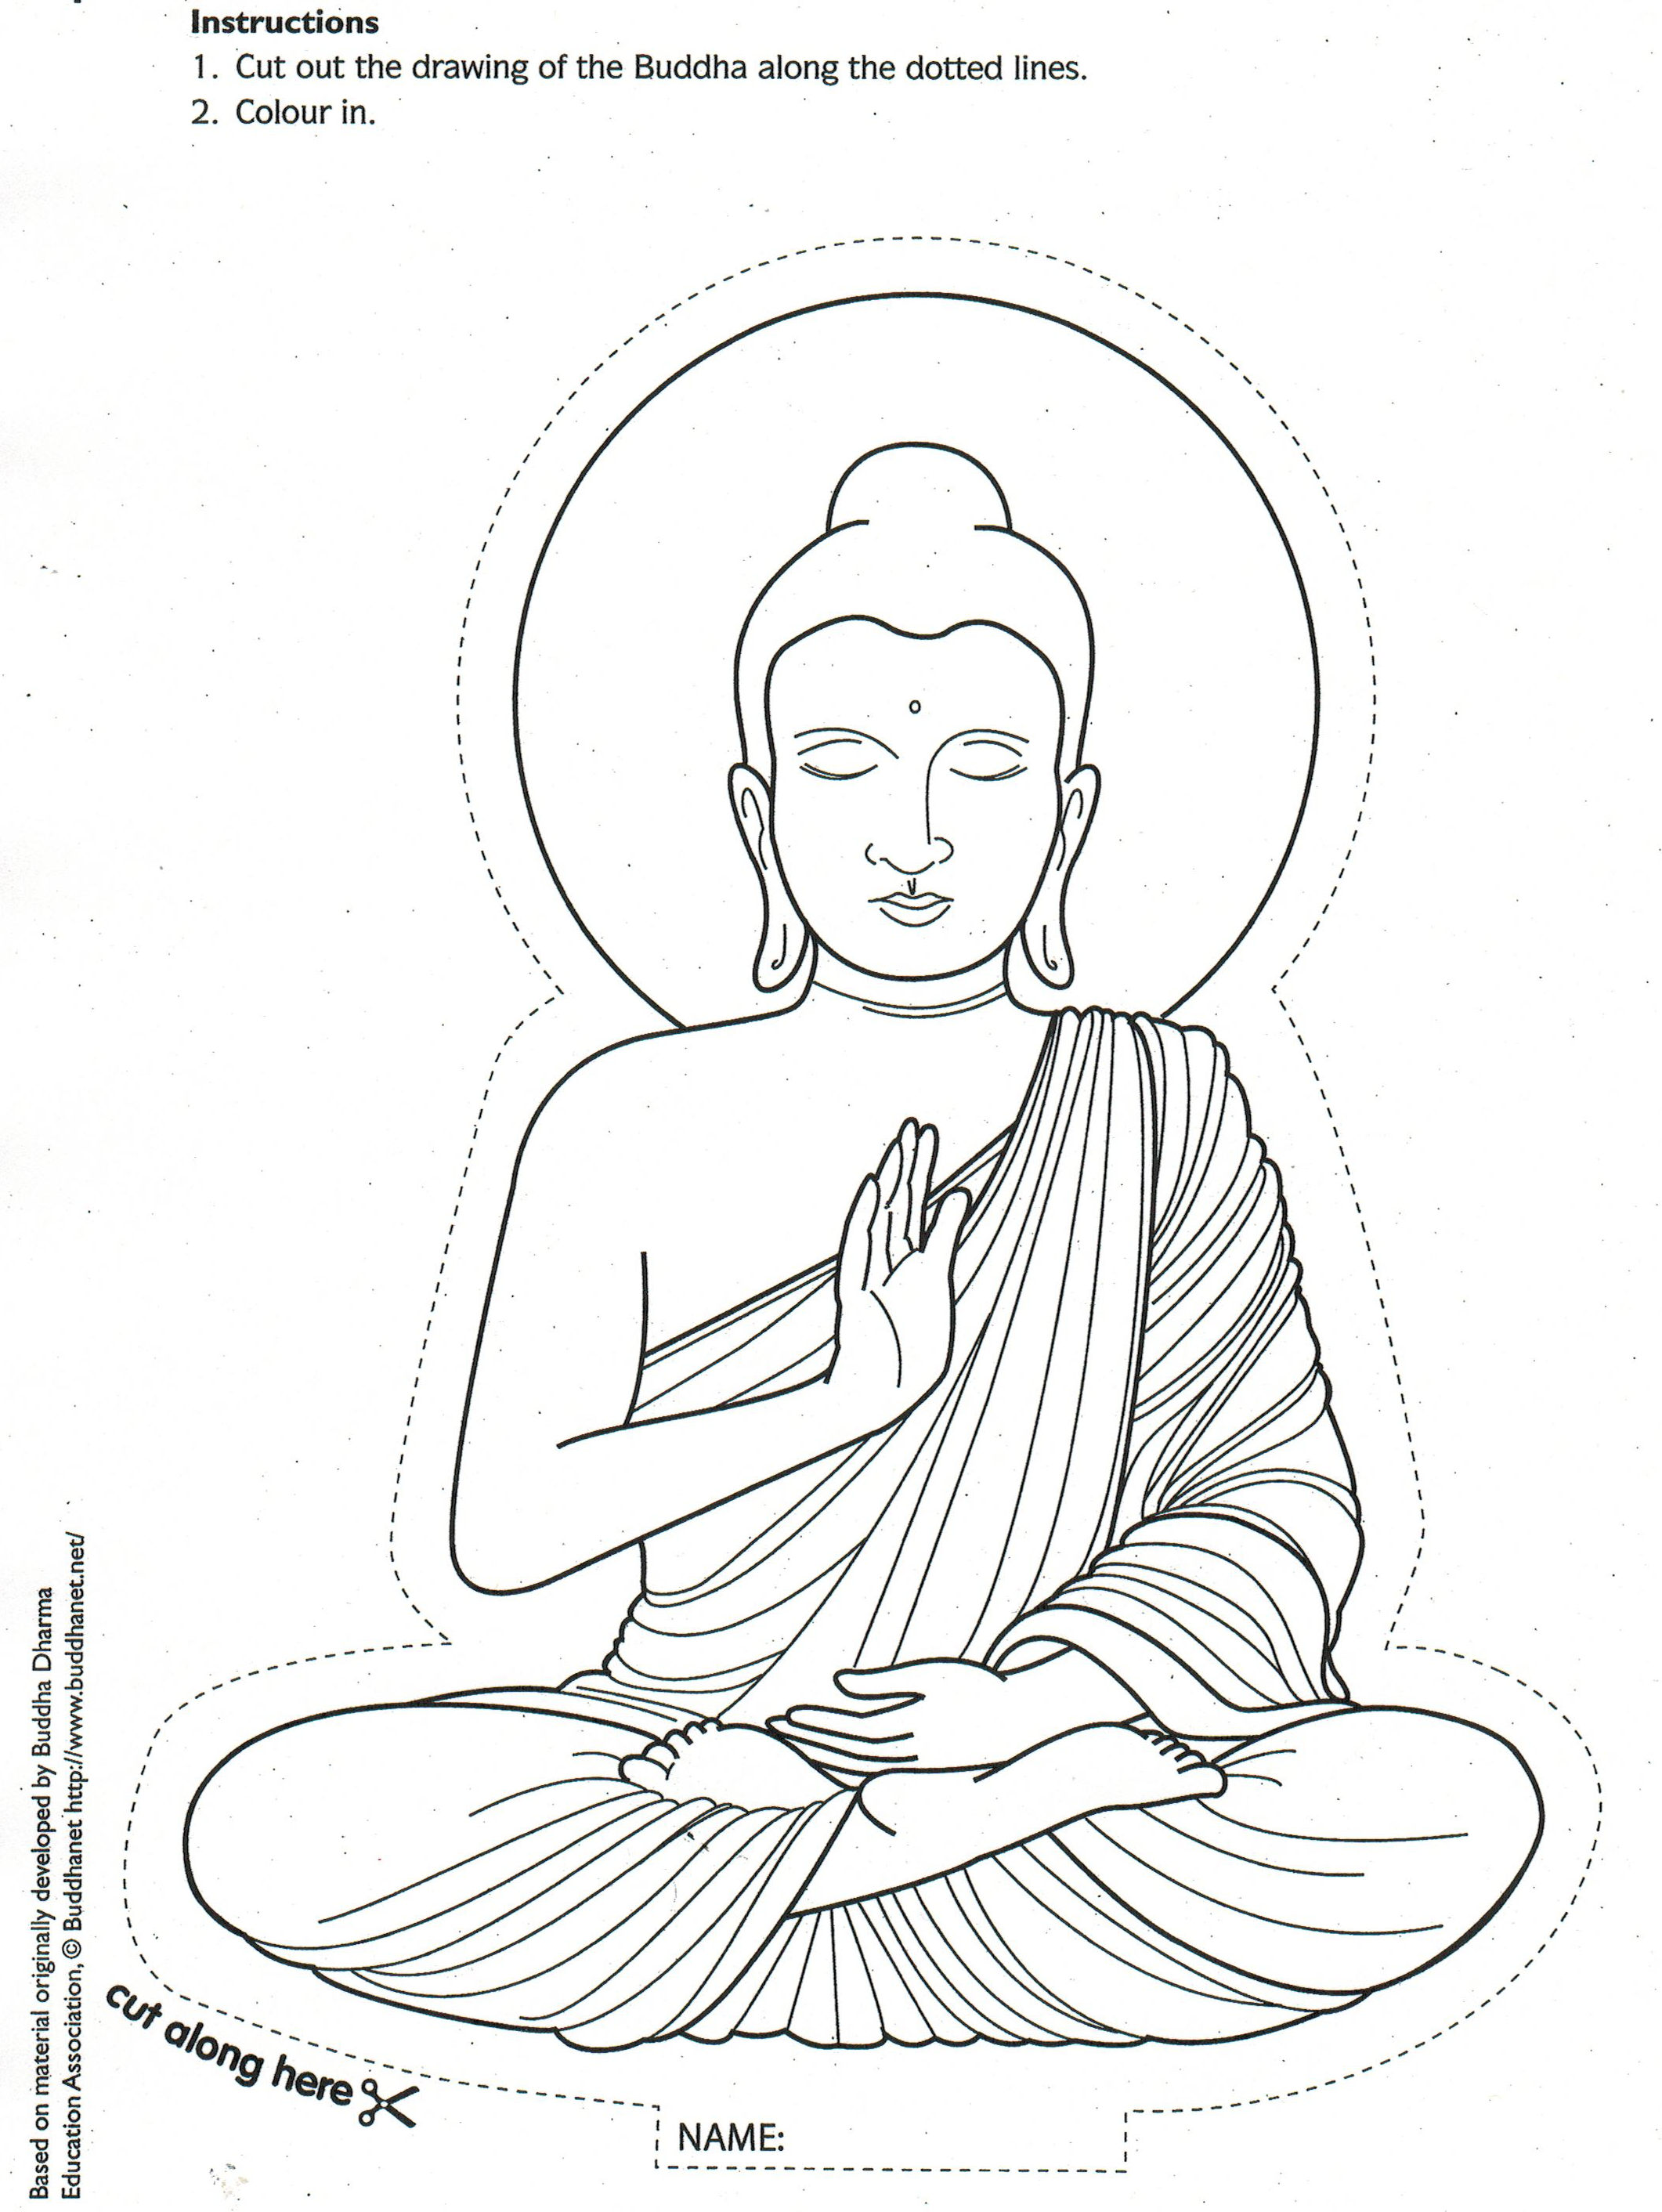 Instructions
1. Cut out the drawing of the Buddha along the dotted lines.
2. Colour in.
Based on material originally developed by Buddha Dharma
Education Association, © Buddhanet http://www.buddhanet.net/
cut along here
NAME: